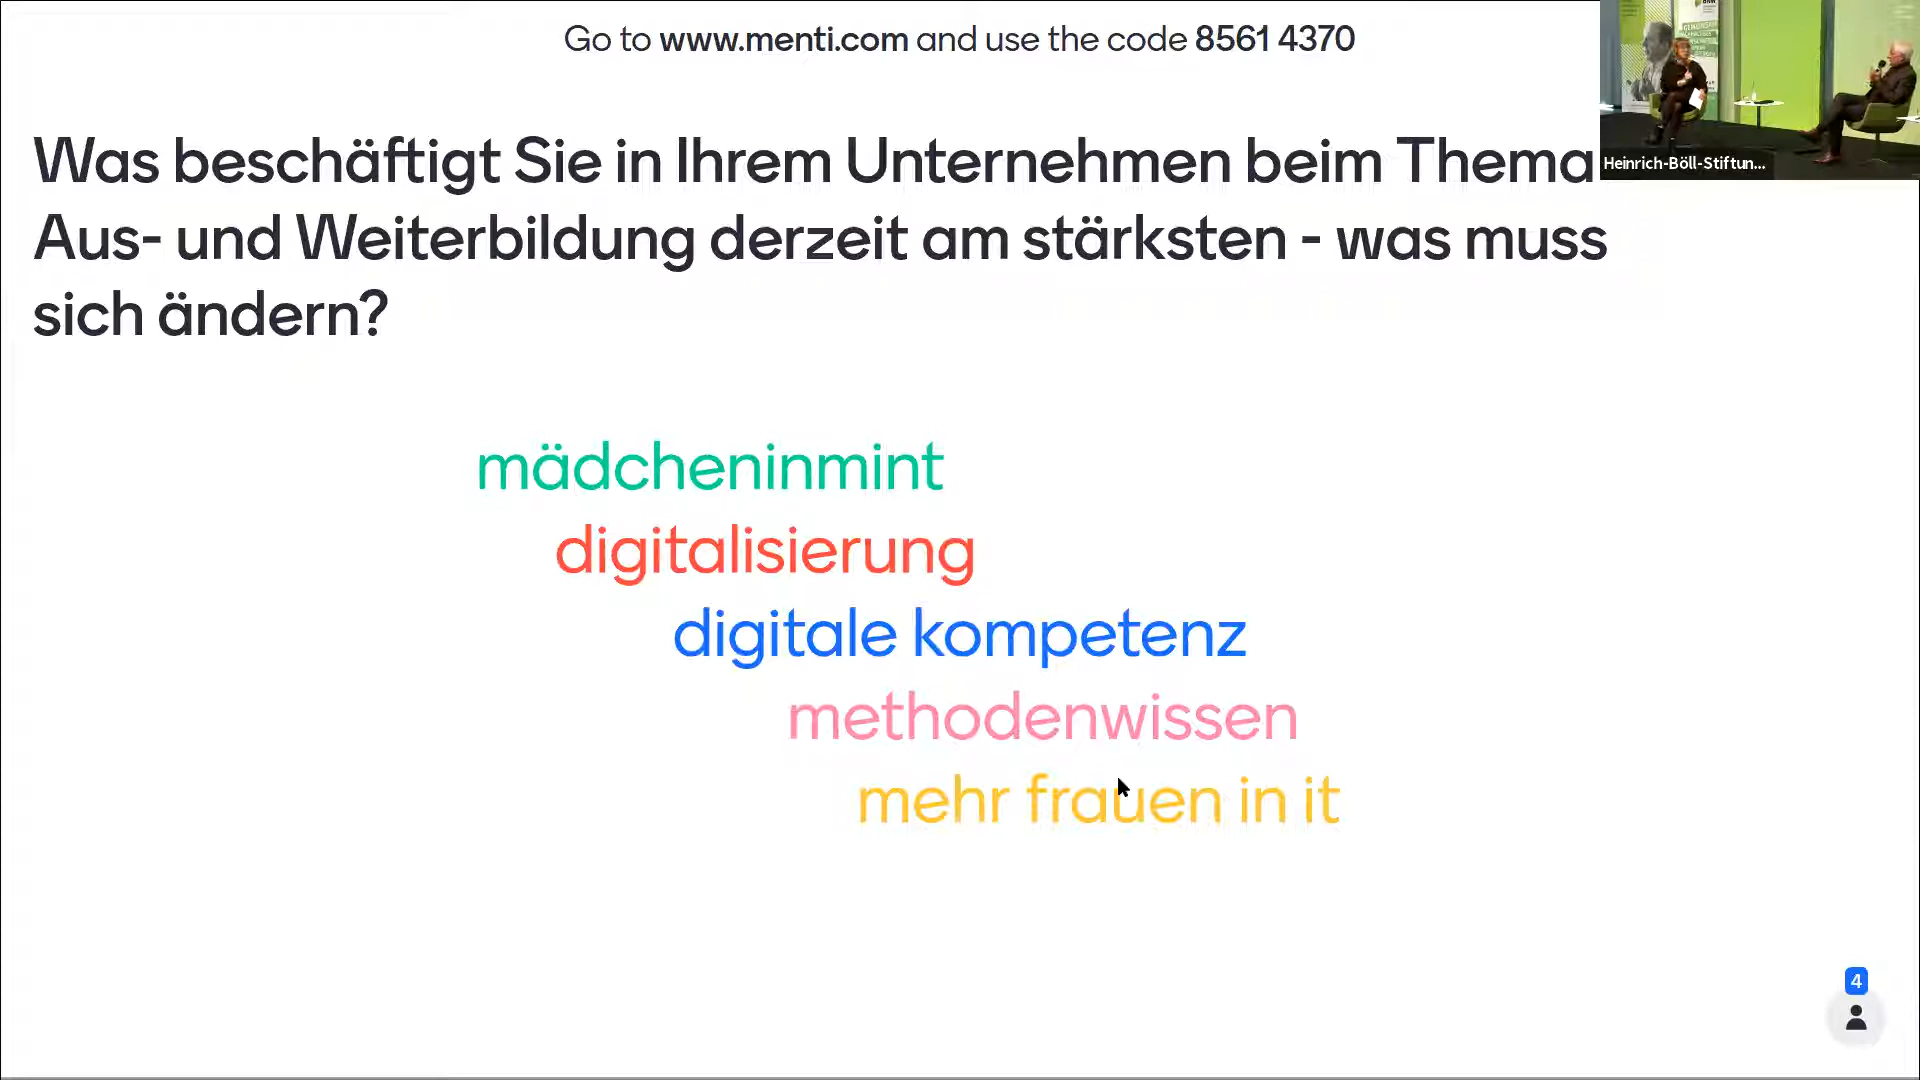 Go to www.menti.com and use the code 8561 4370
Was beschäftigt Sie in Ihrem Unternehmen beim Thema
Aus- und Weiterbildung derzeit am stärksten - was muss
sich ändern?
Heinrich-Böll-Stiftun...
mädcheninmint
digitalisierung
digitale kompetenz
methodenwissen
mehr frauen in it
4